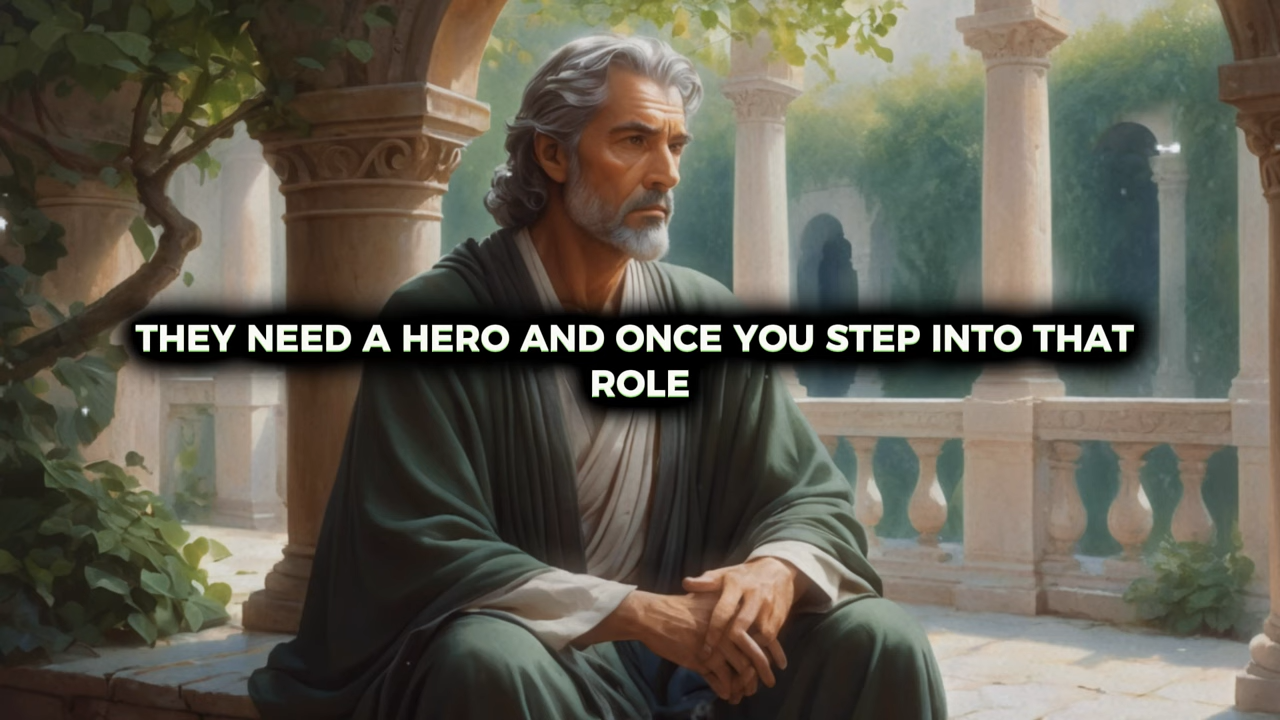 THEY NEED A HERO AND ONCE YOU STEP INTO THAT
ROLE